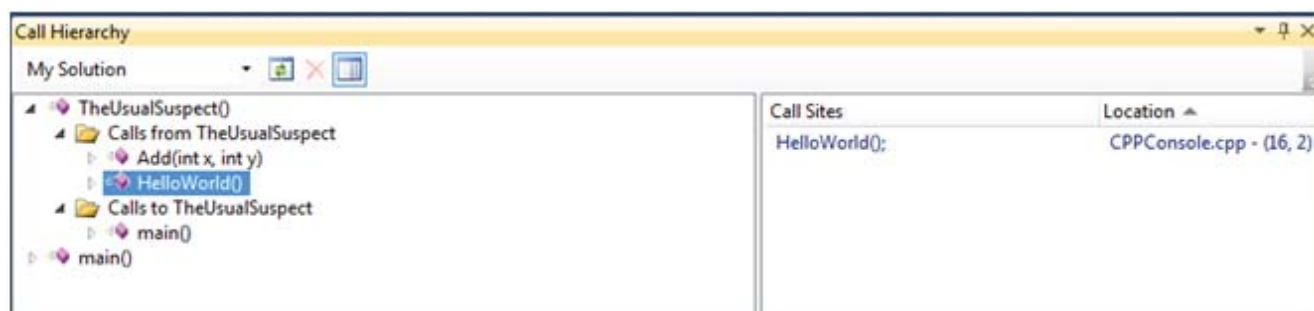 Call Hierarchy
My Solution
TheUsualSuspect()
Calls from TheUsualSuspect
Add(int x, int y)
HelloWorld()
Calls to TheUsualSuspect
main()
main()
Call Sites Location
HelloWorld(); CPPConsole.cpp - (16, 2)